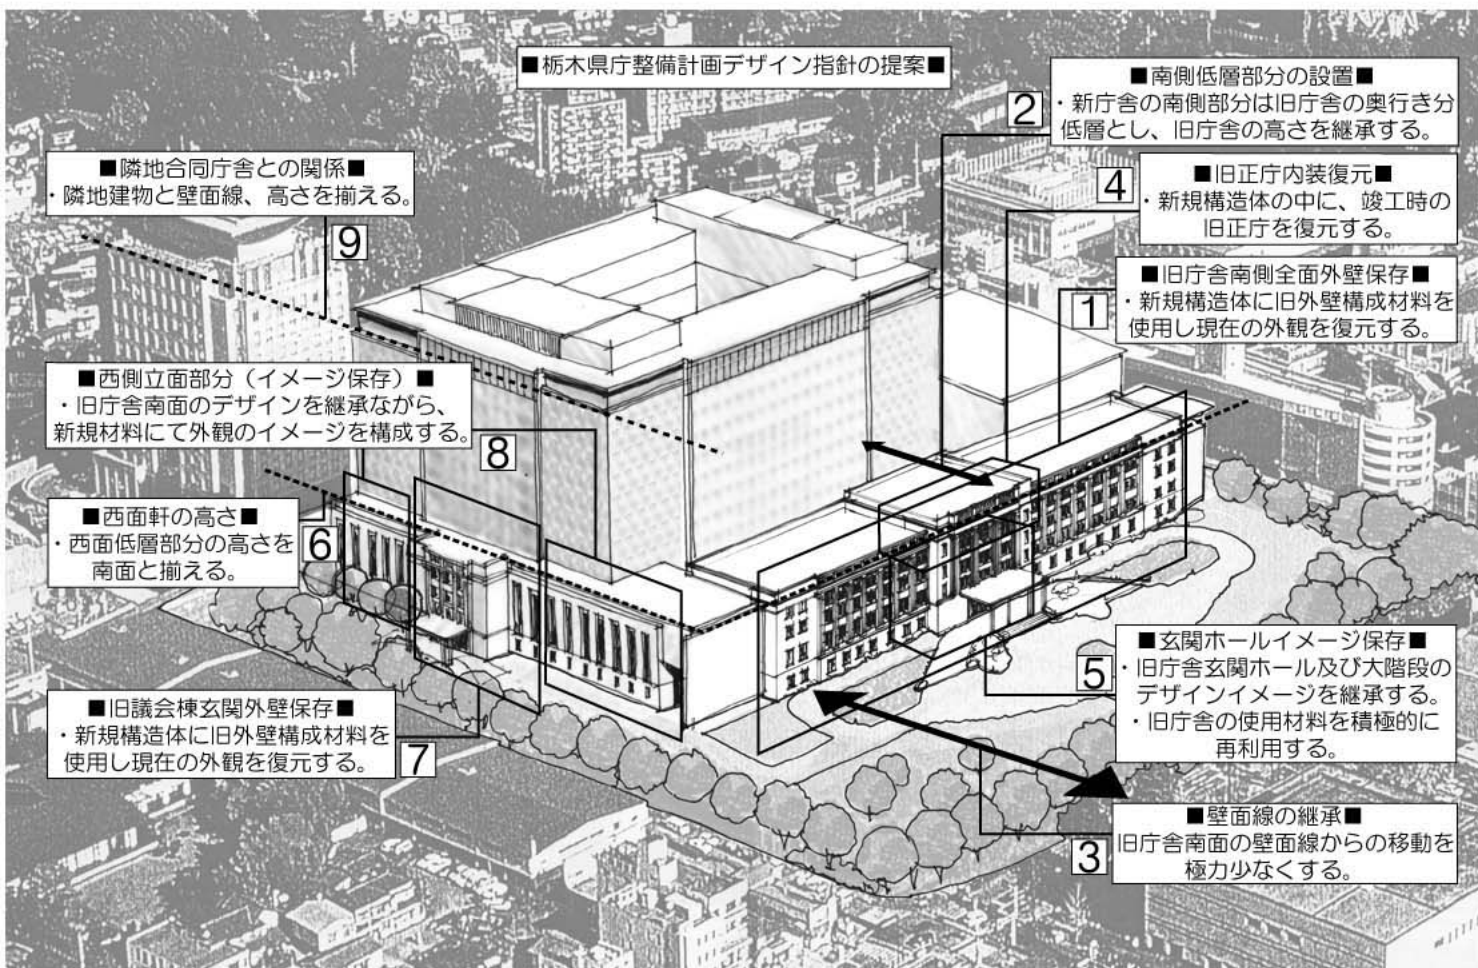 ■栃木県庁整備計画デザイン指針の提案■
■南側低層部分の設置■
・新庁舎の南側部分は旧庁舎の奥行き分
低層とし、旧庁舎の高さを継承する。
2
■隣地合同庁舎との関係■
・隣地建物と壁面線、高さを揃える。
9
■旧正庁内装復元■
・新規構造体の中に、竣工時の
旧正庁を復元する。
4
■旧庁舎南側全面外壁保存■
・新規構造体に旧外壁構成材料を
使用し現在の外観を復元する。
1
■西側立面部分（イメージ保存）■
・旧庁舎南面のデザインを継承ながら、
新規材料にて外観のイメージを構成する。
8
■西面軒の高さ■
・西面低層部分の高さを
南面と揃える。
6
■玄関ホールイメージ保存■
・旧庁舎玄関ホール及び大階段の
デザインイメージを継承する。
・旧庁舎の使用材料を積極的に
再利用する。
5
■旧議会棟玄関外壁保存■
・新規構造体に旧外壁構成材料を
使用し現在の外観を復元する。
7
■壁面線の継承■
旧庁舎南面の壁面線からの移動を
極力少なくする。
3